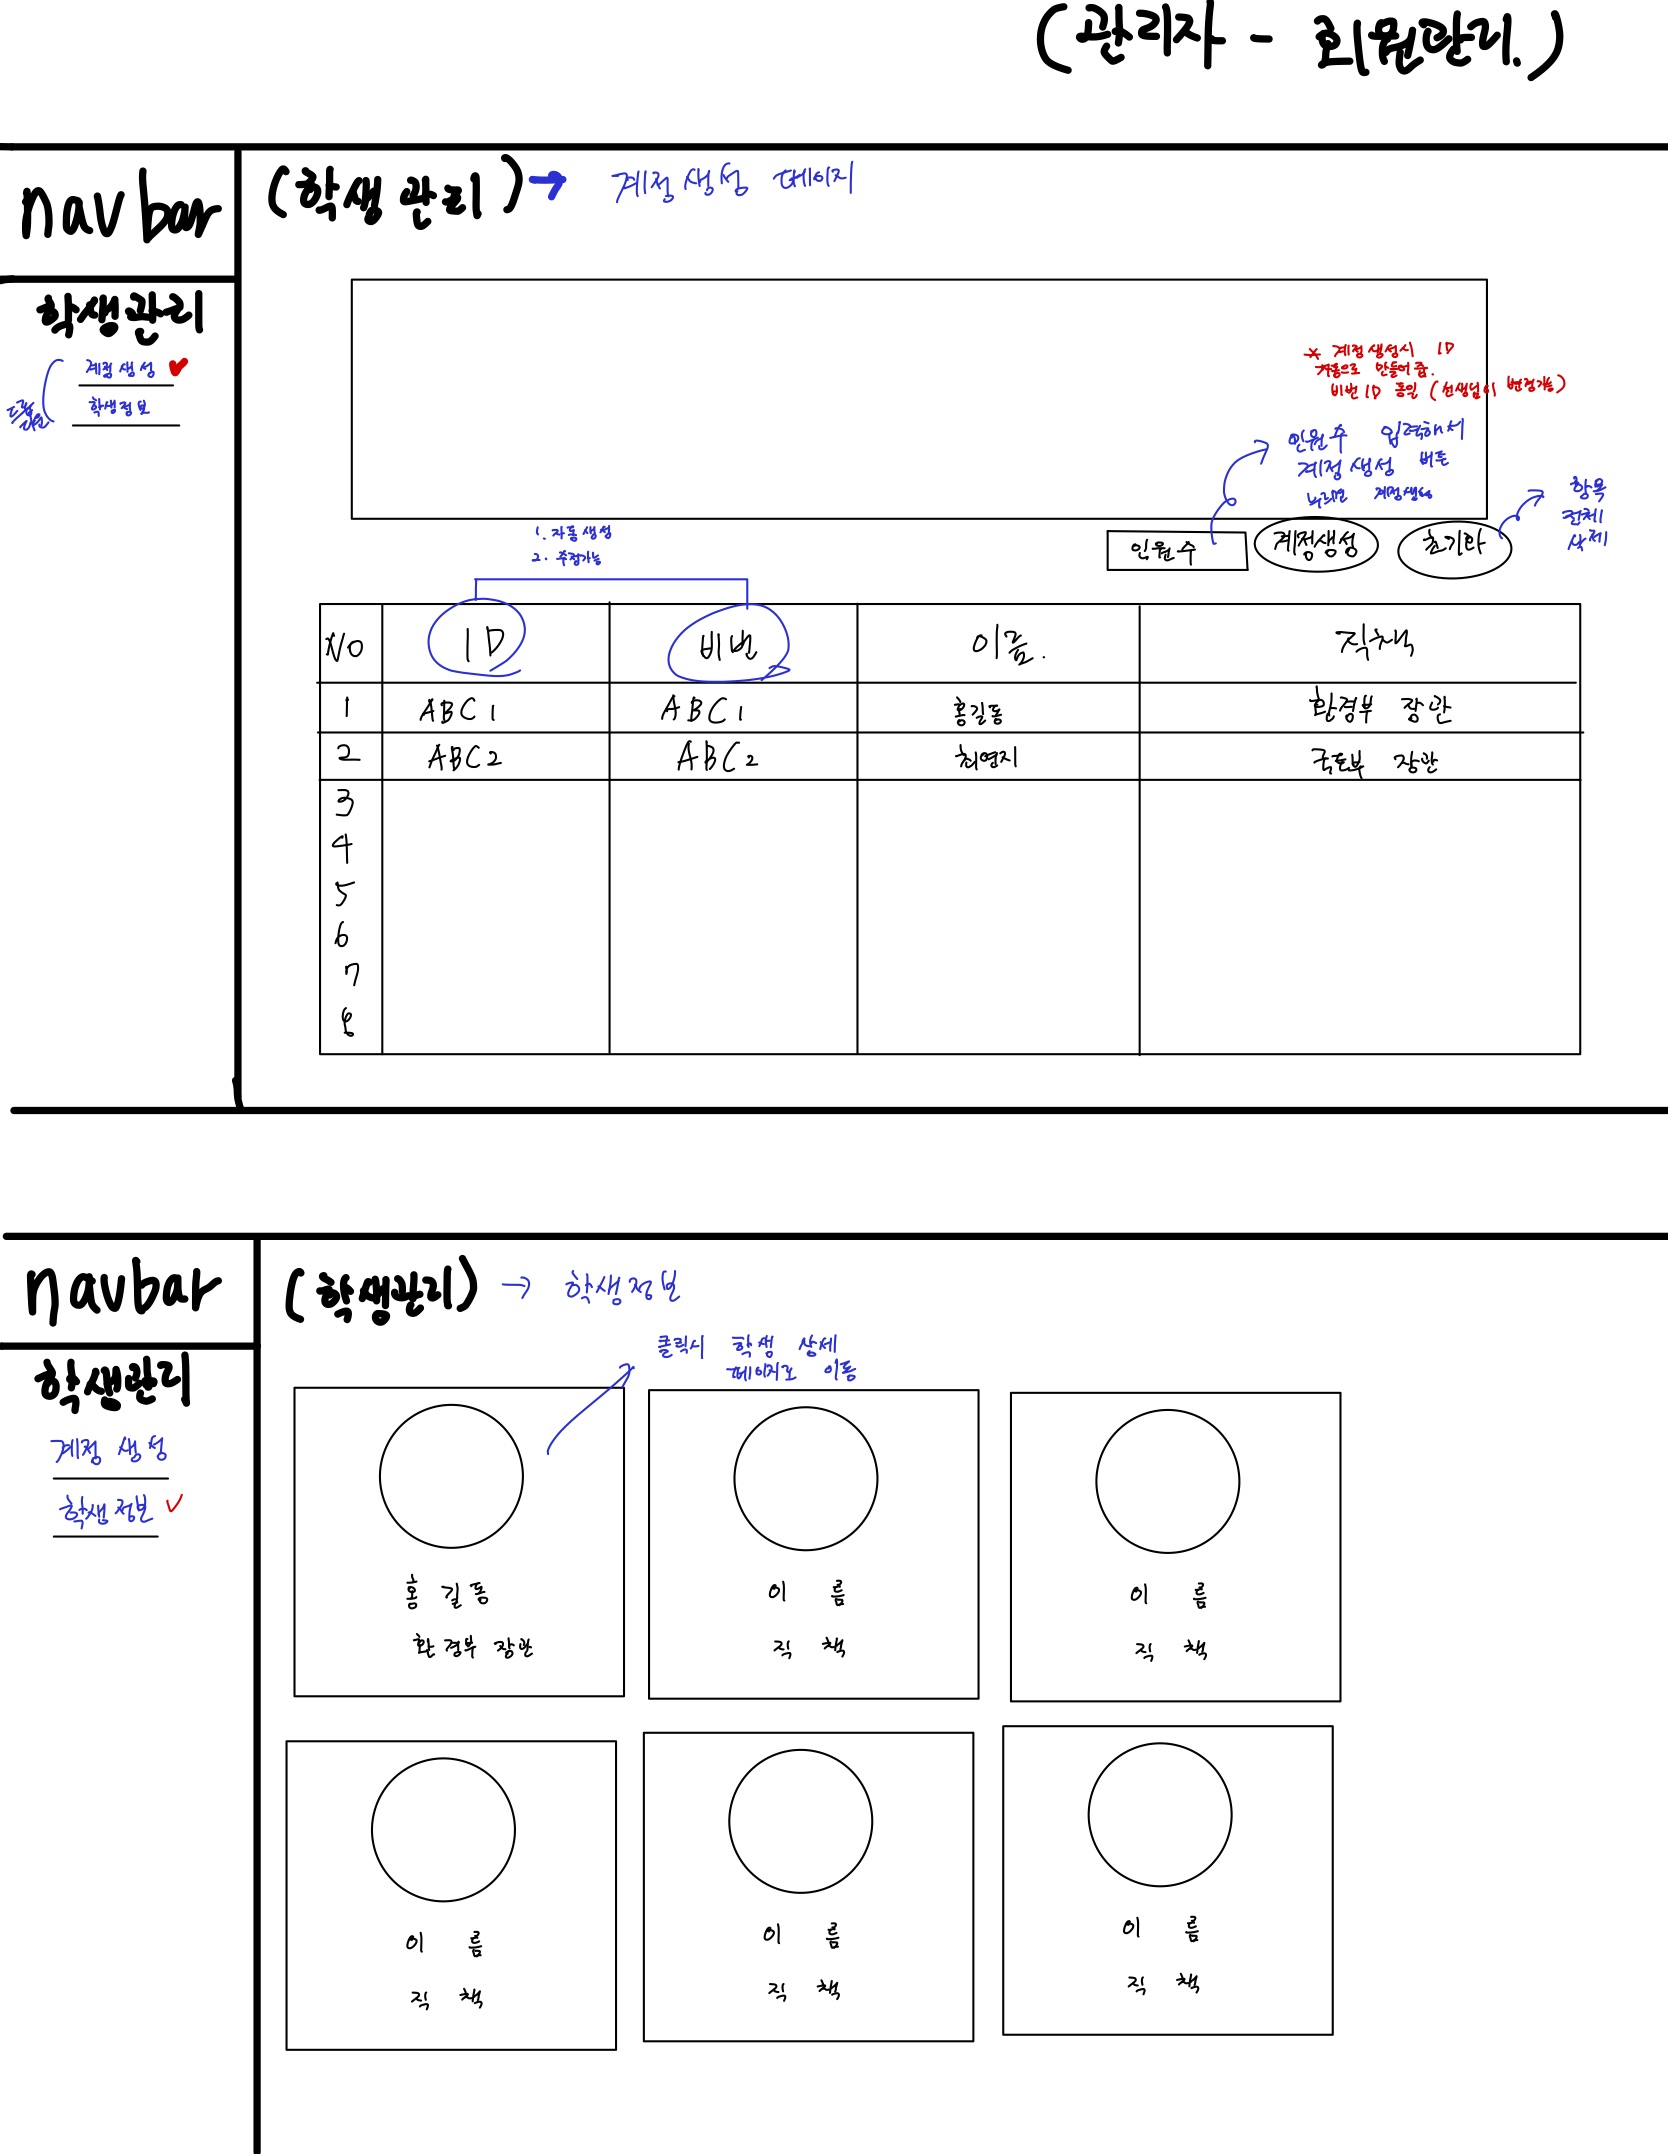 (관리자 - 회원관리.)
nav bar
(학생 관리) → 계정 생성 페이지
학생관리
계정 생성
학생정보
드롭
다운
* 계정 생성시 ID
자동으로 만들어 줌.
비번 ID 동일 (선생님이 변경가능)
인원수 입력해서
계정 생성 버튼
누르면 계정생성
항목
전체
삭제
1. 자동 생성
2. 수정가능
인원수
계정생성
초기화
NO ID 비번 이름. 직책
1 ABC1 ABC1 홍길동 환경부 장관
2 ABC2 ABC2 최영지 국토부 장관
3
4
5
6
7
8
navbar
(학생관리) → 학생정보
학생관리
계정 생성
학생정보
클릭시 학생 상세
페이지로 이동
홍길동
환경부 장관
이름
직책
이름
직책
이름
직책
이름
직책
이름
직책